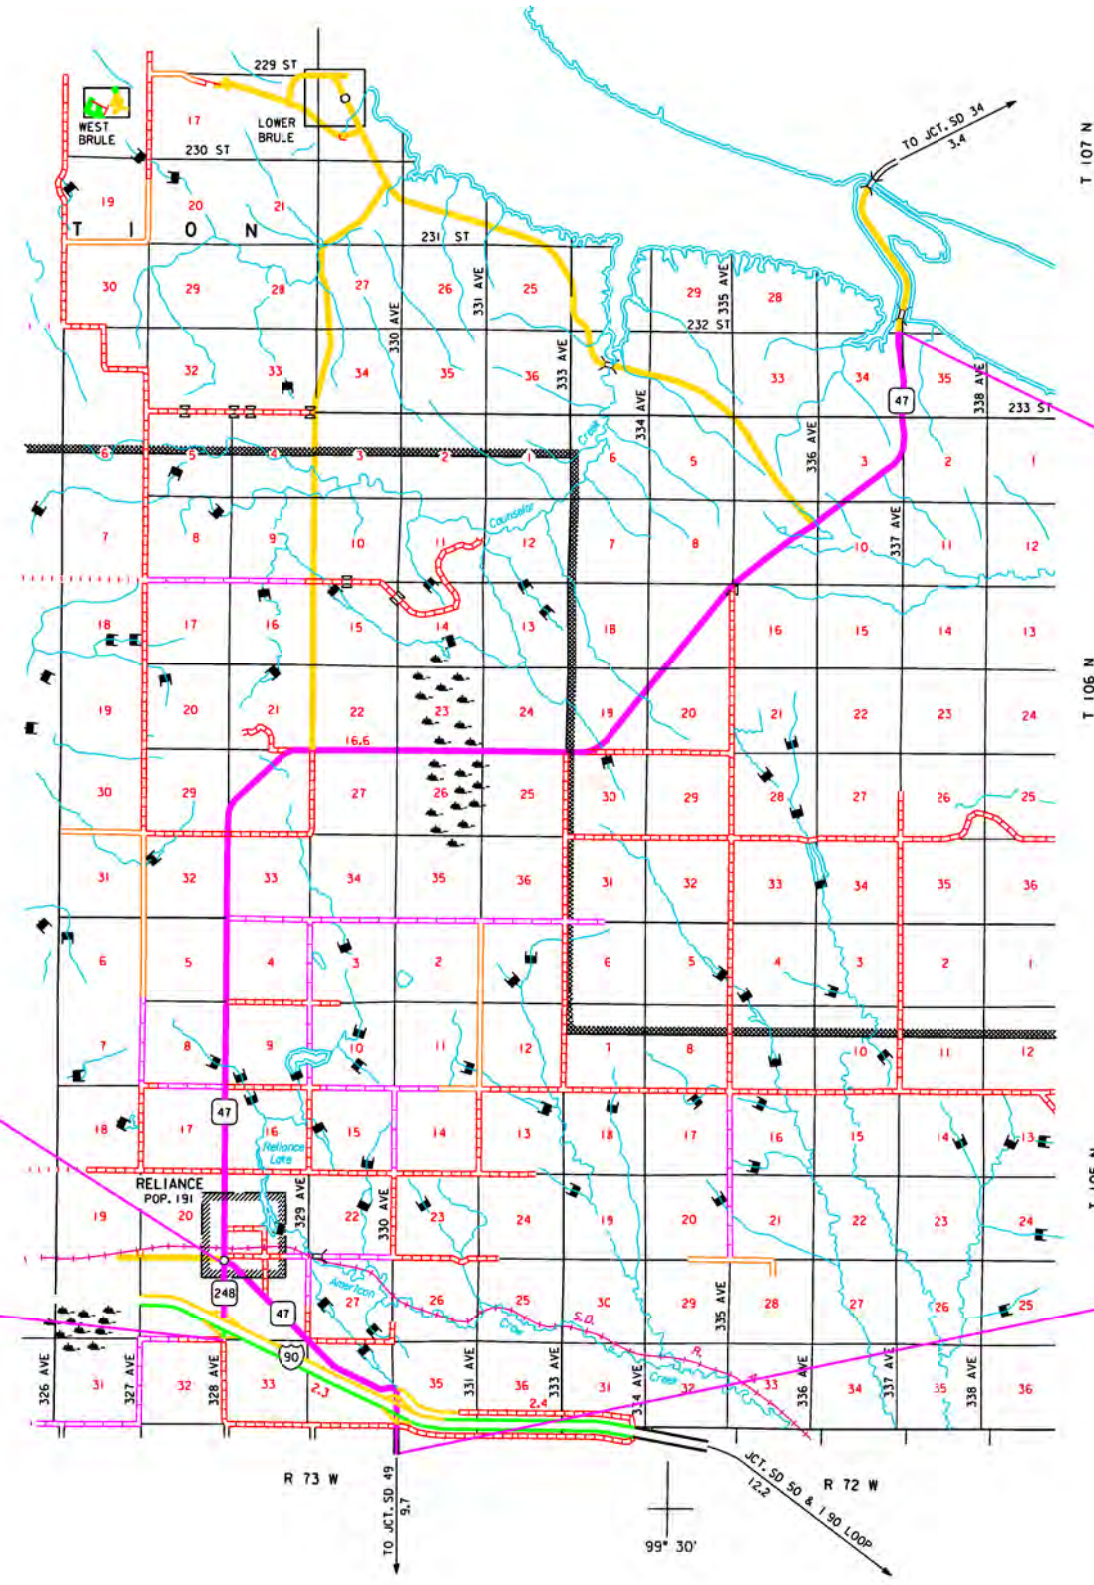 229 ST
TO JCT. SD 34
3.4
T 107 N
WEST
BRULE
LOWER
BRULE
17
230 ST
19 20 21
T I O N
231 ST
30 29 28 27 26 331 AVE 25 29 335 AVE 28
330 AVE
232 ST
32 33 34 35 36 333 AVE 33 34 35 338 AVE
47
233 ST
334 AVE
Creek
6 5 4 3 2 1 6 5 336 AVE 3 2 1
Counselor
7 8 9 10 11 12 7 8 10 337 AVE 11 12
18 17 16 15 14 13 18 16 15 14 13
T 106 N
19 20 21 22 23 24 19 20 21 22 23 24
16.6
30 29 27 26 25 30 29 28 27 26 25
31 32 33 34 35 36 31 32 33 34 35 36
6 5 4 3 2 6 5 4 3 2 1
7 8 9 10 11 12 7 8 10 11 12
47
18 17 16 15 14 13 18 17 16 15 14 13
Reliance
Lake
T 105 N
RELIANCE
POP. 191
19 20 329 AVE 22 330 AVE 23 24 19 20 21 22 23 24
American
248
47
27 26 25 30 29 335 AVE 28 27 26 25
Crow
S.D.
R.
Creek
90
326 AVE 31 327 AVE 32 328 AVE 33 35 331 AVE 36 333 AVE 31 334 AVE 32 33 336 AVE 34 337 AVE 35 338 AVE 36
2.3
2.4
R 73 W
TO JCT. SD 49
9.7
JCT. SD 50 & I 90 LOOP
12.2
R 72 W
99° 30'